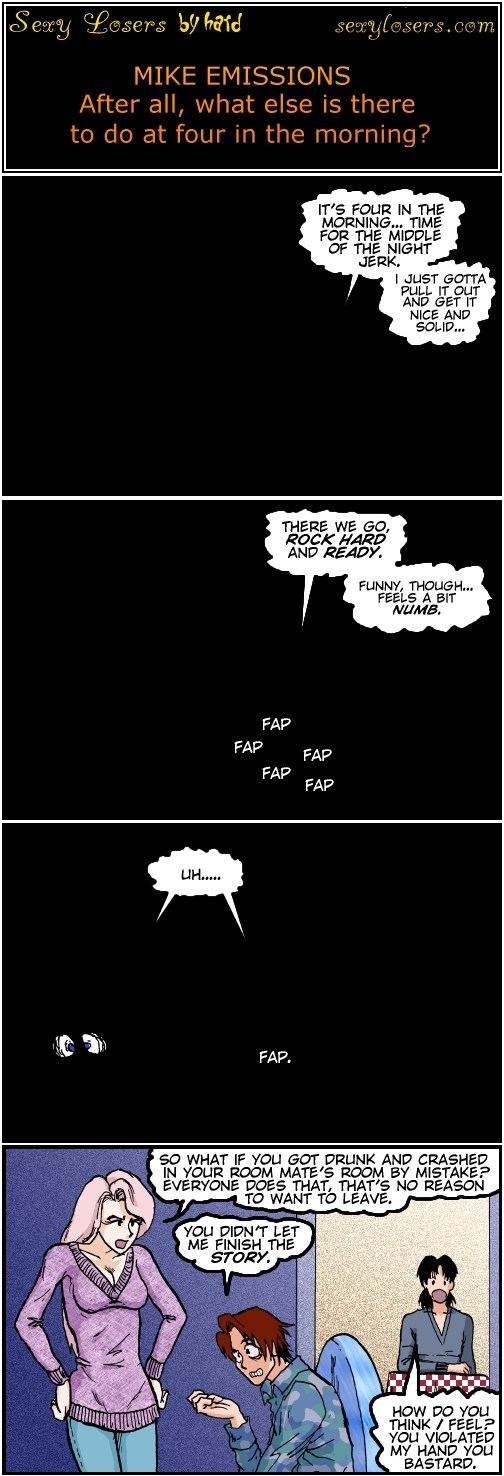 Sexy Losers by hard
sexylosers.com
MIKE EMISSIONS
After all, what else is there
to do at four in the morning?
IT'S FOUR IN THE
MORNING... TIME
FOR THE MIDDLE
OF THE NIGHT
JERK.
I JUST GOTTA
PULL IT OUT
AND GET IT
NICE AND
SOLID...
THERE WE GO,
ROCK HARD
AND READY.
FUNNY, THOUGH...
FEELS A BIT
NUMB.
FAP
FAP
FAP
FAP
FAP
UH.....
FAP.
SO WHAT IF YOU GOT DRUNK AND CRASHED
IN YOUR ROOM MATE'S ROOM BY MISTAKE?
EVERYONE DOES THAT, THAT'S NO REASON
TO WANT TO LEAVE.
YOU DIDN'T LET
ME FINISH THE
STORY.
HOW DO YOU
THINK I FEEL?
YOU VIOLATED
MY HAND YOU
BASTARD.